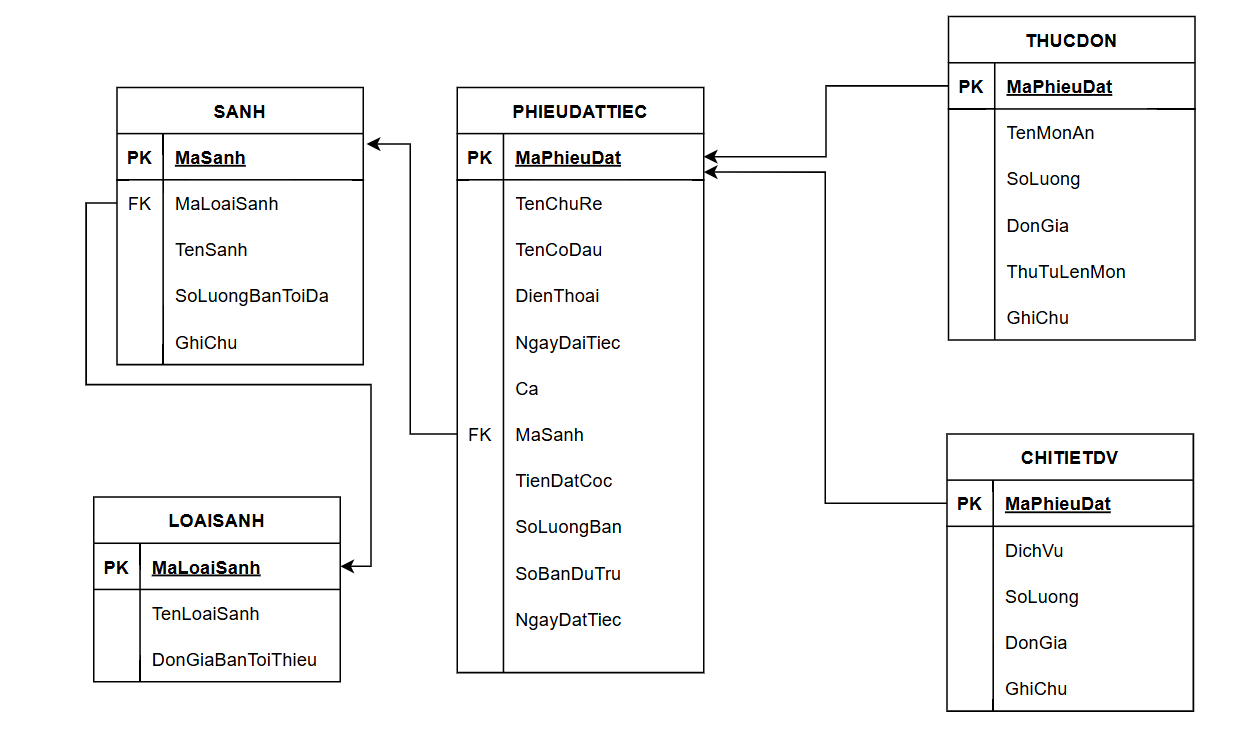 SANH
PK MaSanh
FK MaLoaiSanh
TenSanh
SoLuongBanToiDa
GhiChu
LOAISANH
PK MaLoaiSanh
TenLoaiSanh
DonGiaBanToiThieu
PHIEUDATTIEC
PK MaPhieuDat
TenChuRe
TenCoDau
DienThoai
NgayDaiTiec
Ca
FK MaSanh
TienDatCoc
SoLuongBan
SoBanDuTru
NgayDatTiec
THUCDON
PK MaPhieuDat
TenMonAn
SoLuong
DonGia
ThuTuLenMon
GhiChu
CHITIETDV
PK MaPhieuDat
DichVu
SoLuong
DonGia
GhiChu